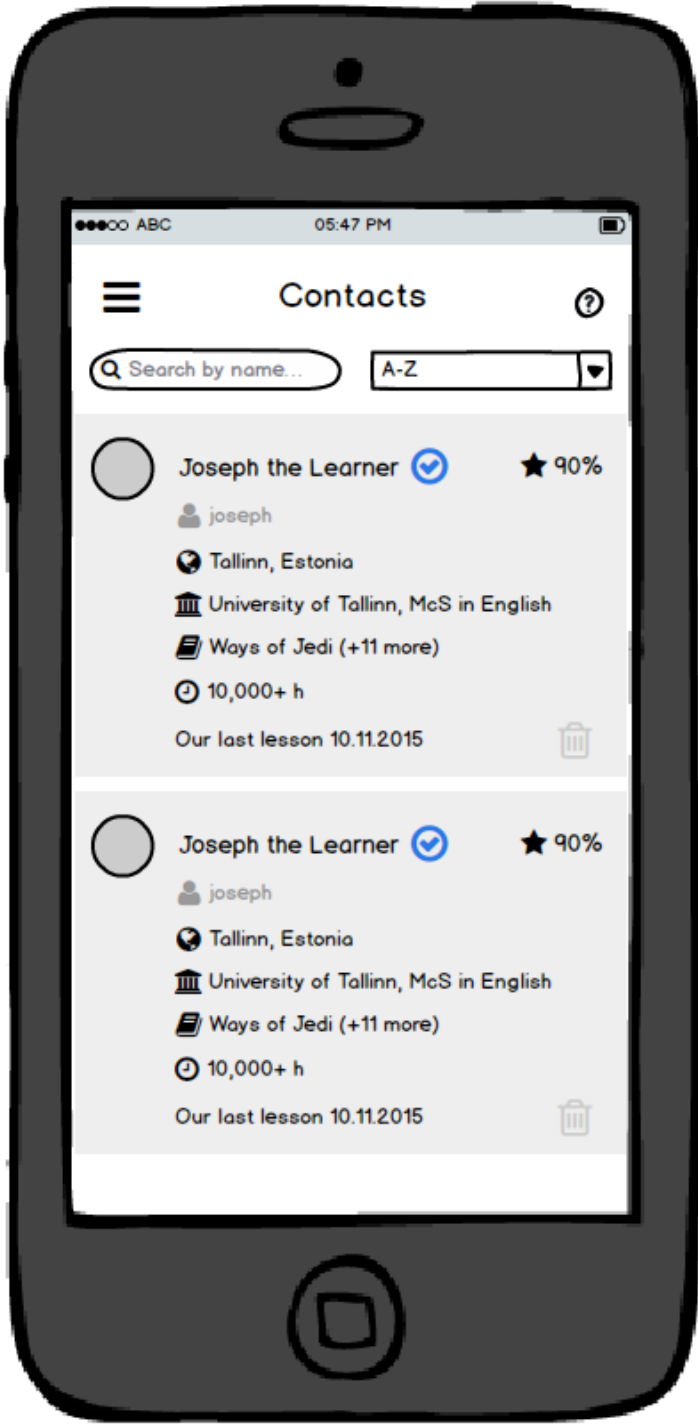 ABC 05:47 PM
Contacts ?
Search by name... A-Z
Joseph the Learner 90%
joseph
Tallinn, Estonia
University of Tallinn, McS in English
Ways of Jedi (+11 more)
10,000+ h
Our last lesson 10.11.2015
Joseph the Learner 90%
joseph
Tallinn, Estonia
University of Tallinn, McS in English
Ways of Jedi (+11 more)
10,000+ h
Our last lesson 10.11.2015